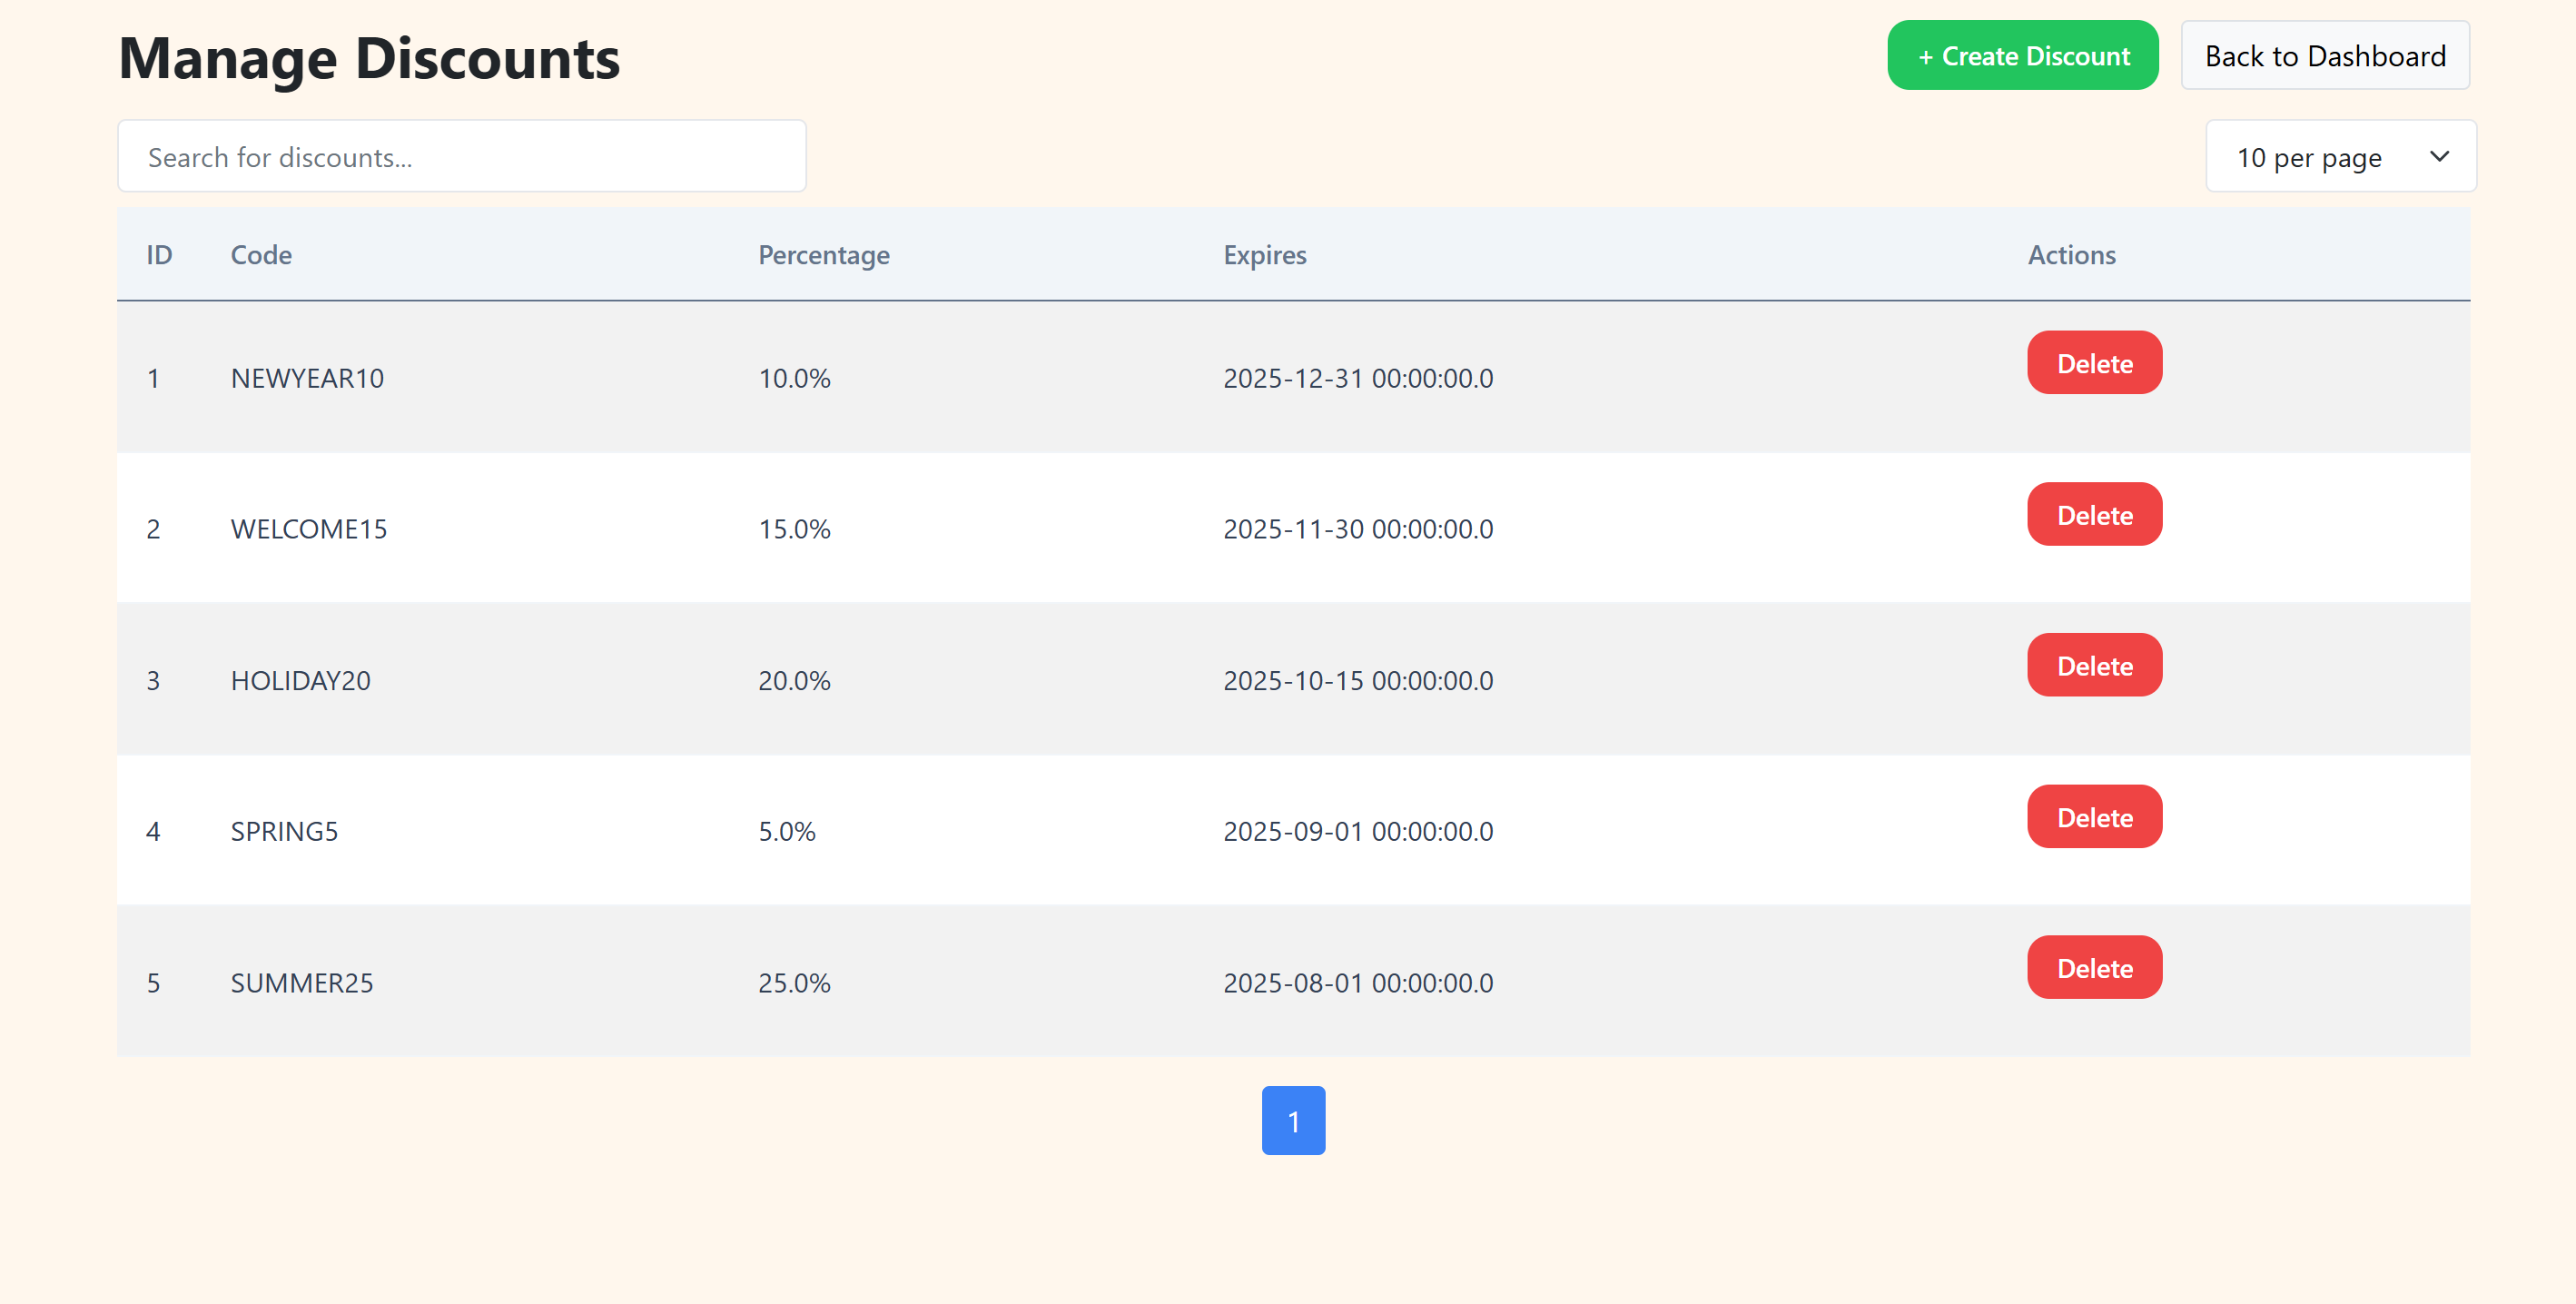 Manage Discounts
+ Create Discount
Back to Dashboard
Search for discounts...
10 per page
ID Code Percentage Expires Actions
1 NEWYEAR10 10.0% 2025-12-31 00:00:00.0 Delete
2 WELCOME15 15.0% 2025-11-30 00:00:00.0 Delete
3 HOLIDAY20 20.0% 2025-10-15 00:00:00.0 Delete
4 SPRING5 5.0% 2025-09-01 00:00:00.0 Delete
5 SUMMER25 25.0% 2025-08-01 00:00:00.0 Delete
1